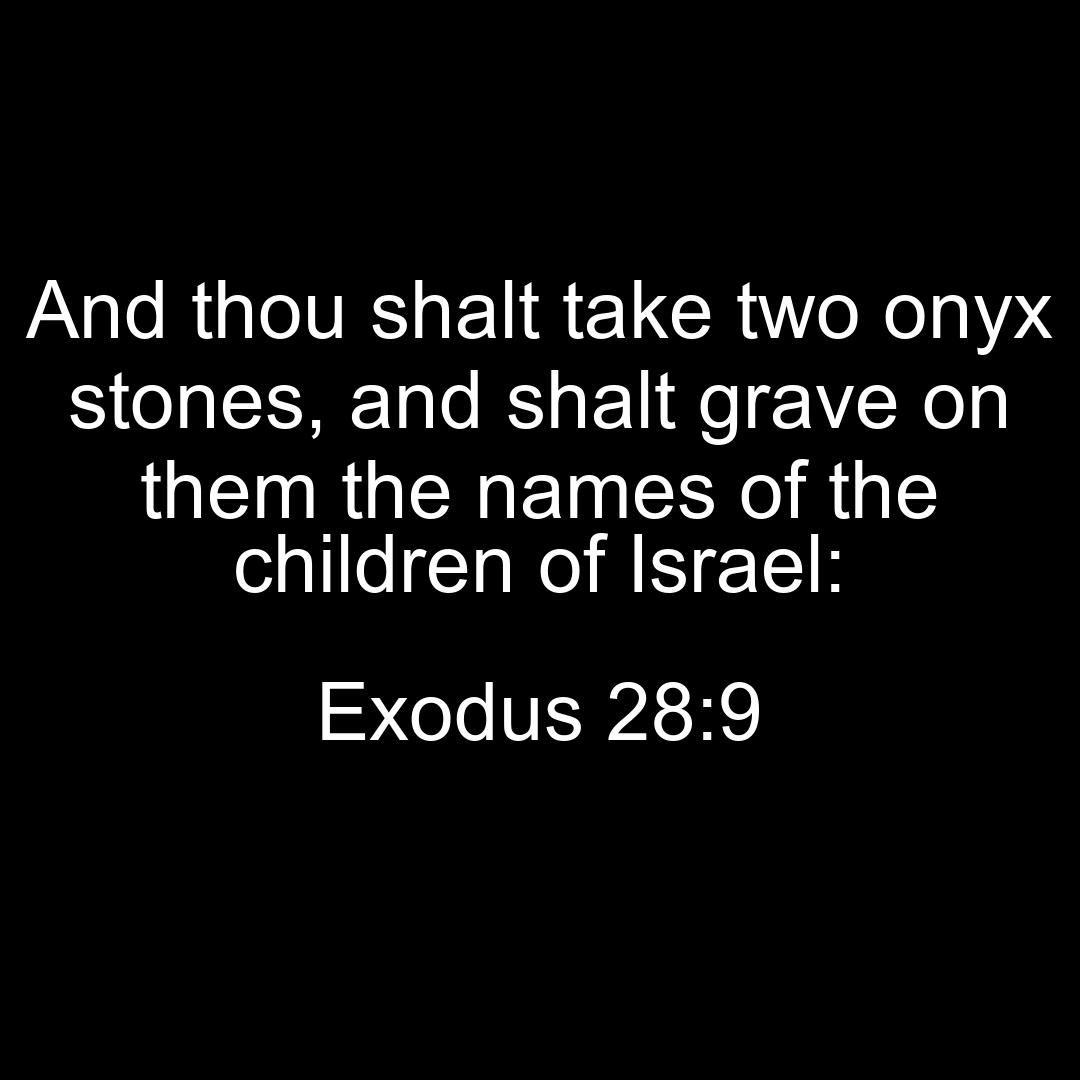 And thou shalt take two onyx
stones, and shalt grave on
them the names of the
children of Israel:
Exodus 28:9